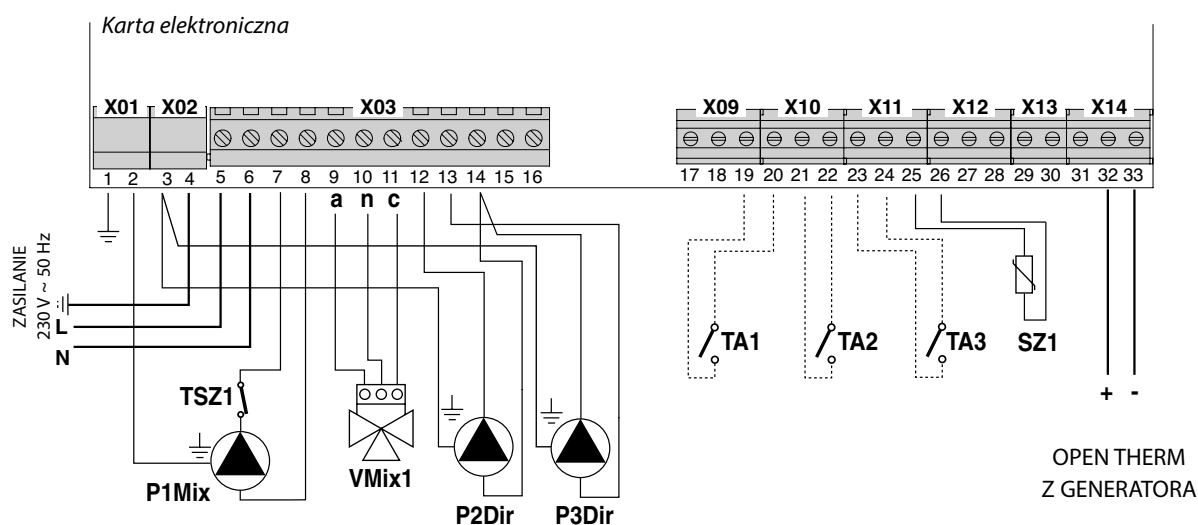 Karta elektroniczna
X01 X02 X03 X09 X10 X11 X12 X13 X14
1 2 3 4 5 6 7 8 9 10 11 12 13 14 15 16 17 18 19 20 21 22 23 24 25 26 27 28 29 30 31 32 33
a n c
ZASILANIE
230 V ~ 50 Hz
L
N
TSZ1
P1Mix
VMix1
P2Dir
P3Dir
TA1
TA2
TA3
SZ1
+ -
OPEN THERM
Z GENERATORA